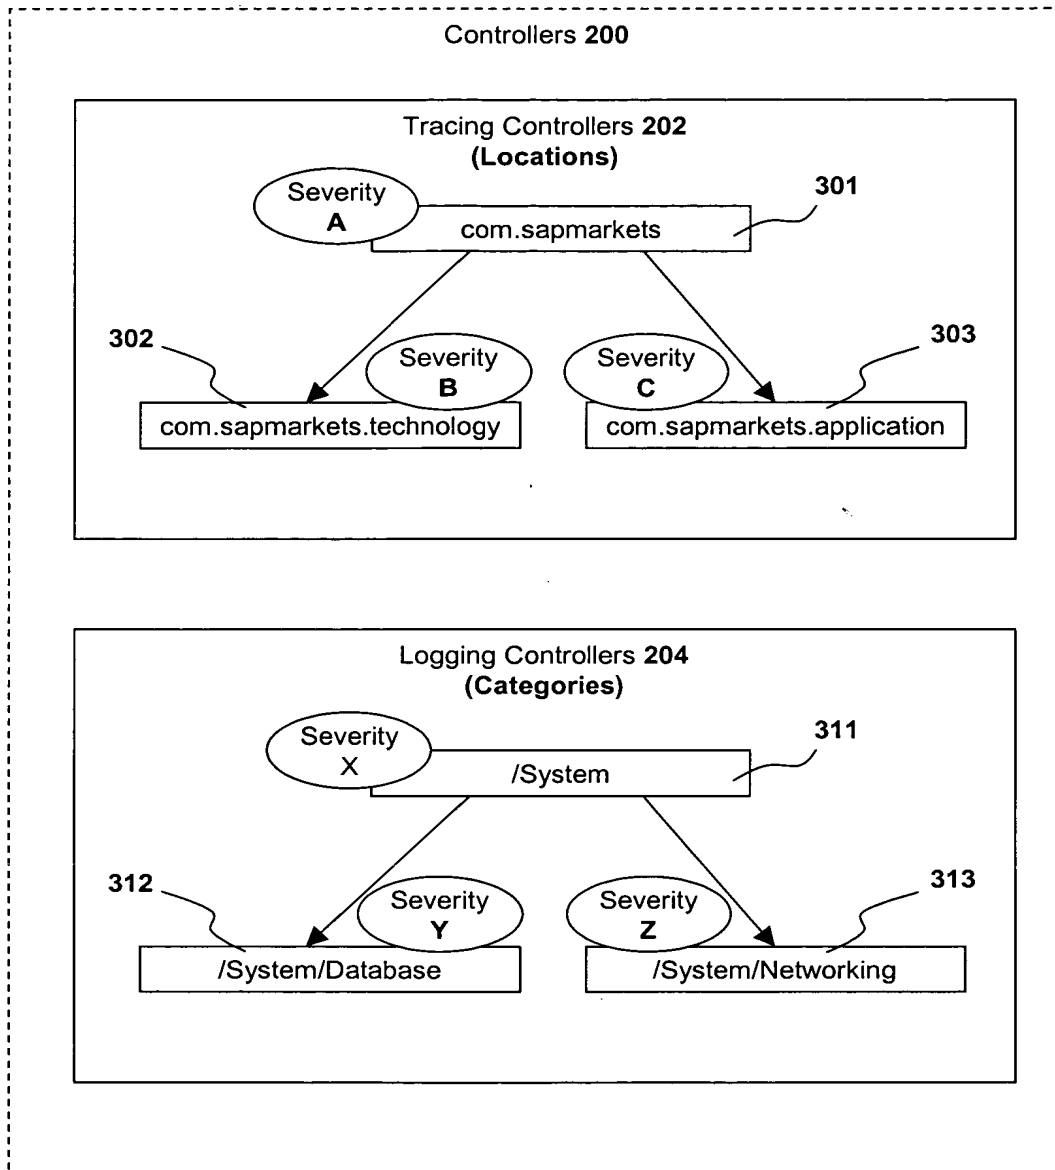 Controllers 200
Tracing Controllers 202
(Locations)
Severity
A
301
com.sapmarkets
302
Severity
B
Severity
C
303
com.sapmarkets.technology
com.sapmarkets.application
Logging Controllers 204
(Categories)
Severity
X
311
/System
312
Severity
Y
Severity
Z
313
/System/Database
/System/Networking